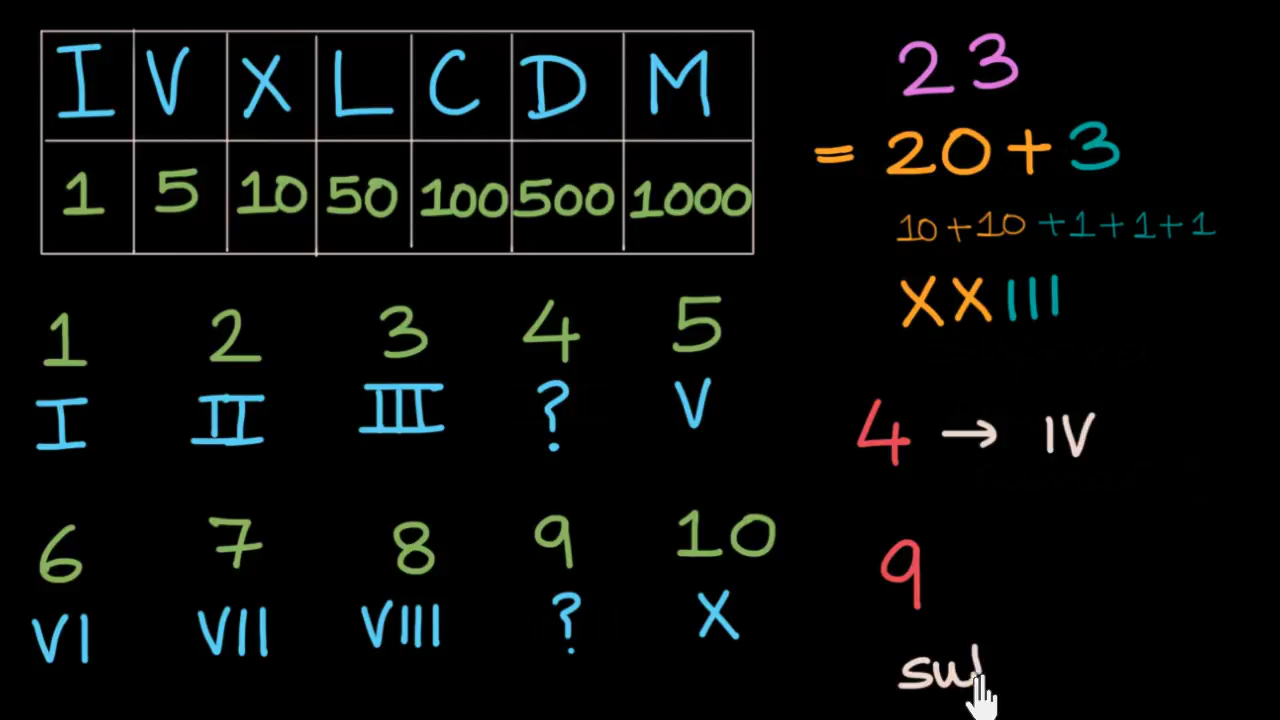 I V X L C D M
1 5 10 50 100 500 1000
1 2 3 4 5
I II III ? V
6 7 8 9 10
VI VII VIII ? X
23
= 20 + 3
10 + 10 + 1 + 1 + 1
XXIII
4 → IV
9